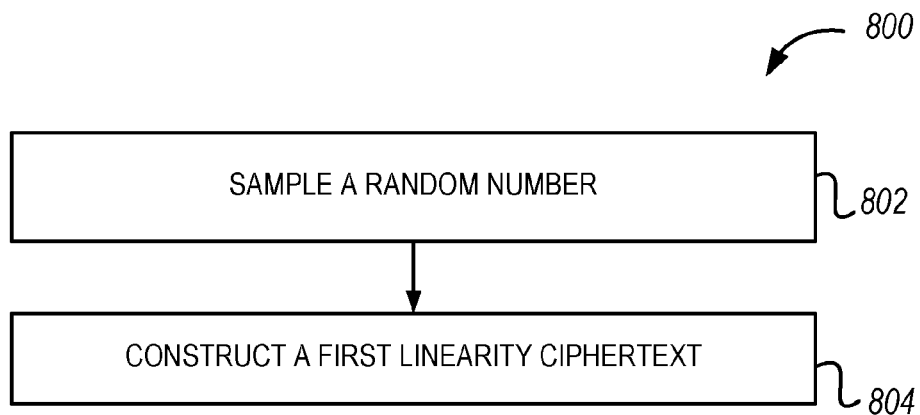 800
SAMPLE A RANDOM NUMBER
802
CONSTRUCT A FIRST LINEARITY CIPHERTEXT
804